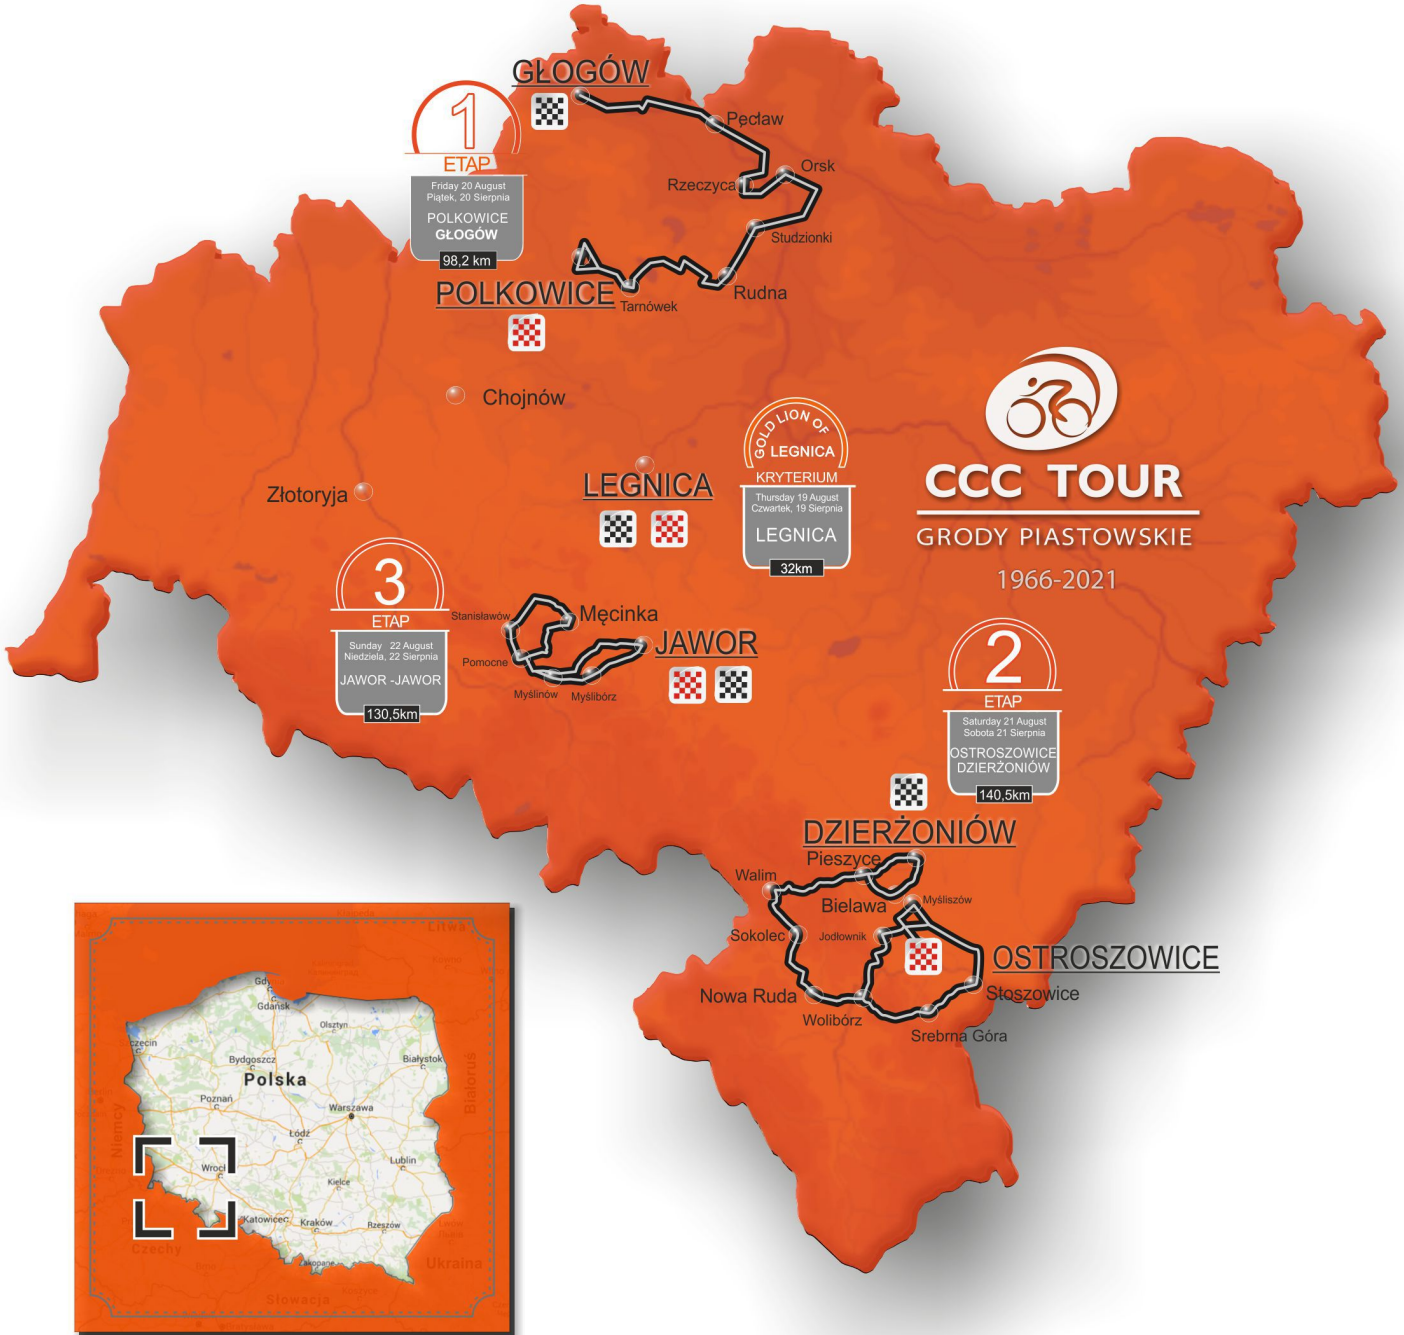 GŁOGÓW
1
ETAP
Friday 20 August
Piątek, 20 Sierpnia
POLKOWICE
GŁOGÓW
98,2 km
Pęcław
Orsk
Rzeczyca
Studzionki
Rudna
POLKOWICE
Tarnówek
Chojnów
Złotoryja
LEGNICA
GOLD LION OF
LEGNICA
KRYTERIUM
Thursday 19 August
Czwartek, 19 Sierpnia
LEGNICA
32km
CCC TOUR
GRODY PIASTOWSKIE
1966-2021
3
ETAP
Sunday 22 August
Niedziela, 22 Sierpnia
JAWOR -JAWOR
130,5km
Stanisławów
Męcinka
JAWOR
Pomocne
Myślinów
Myślibórz
2
ETAP
Saturday 21 August
Sobota 21 Sierpnia
OSTROSZOWICE
DZIERŻONIÓW
140,5km
DZIERŻONIÓW
Pieszyce
Walim
Bielawa
Myśliszów
Sokolec
Jodłownik
OSTROSZOWICE
Nowa Ruda
Stoszowice
Wolibórz
Srebrna Góra
Litwa
Gdy
Gdańsk
Olsztyn
zczecin
Bydgoszcz
Białystok
Polska
Poznań
Warszawa
Białoruś
Niemcy
Łódź
Wrocł
Lublin
Kielce
Katowice
Kraków
Rzeszów
Czechy
Zakopane
Ukraina
Słowacja